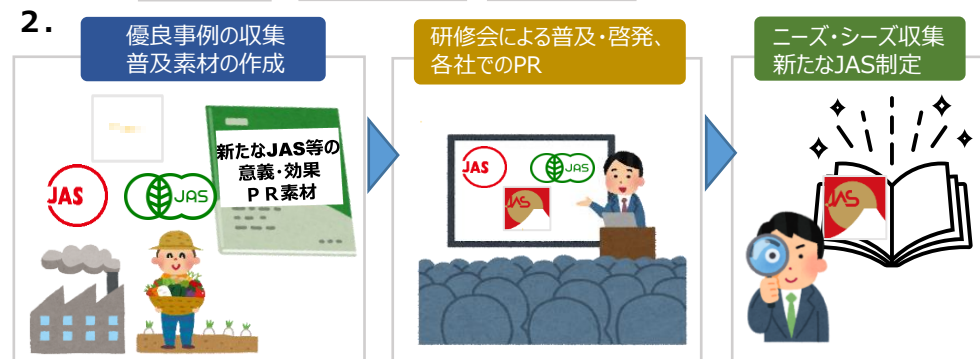 2.
優良事例の収集
普及素材の作成
新たなJAS等の
意義・効果
PR素材
JAS
JAS
研修会による普及・啓発、
各社でのPR
JAS
JAS
JAS
ニーズ・シーズ収集
新たなJAS制定
JAS